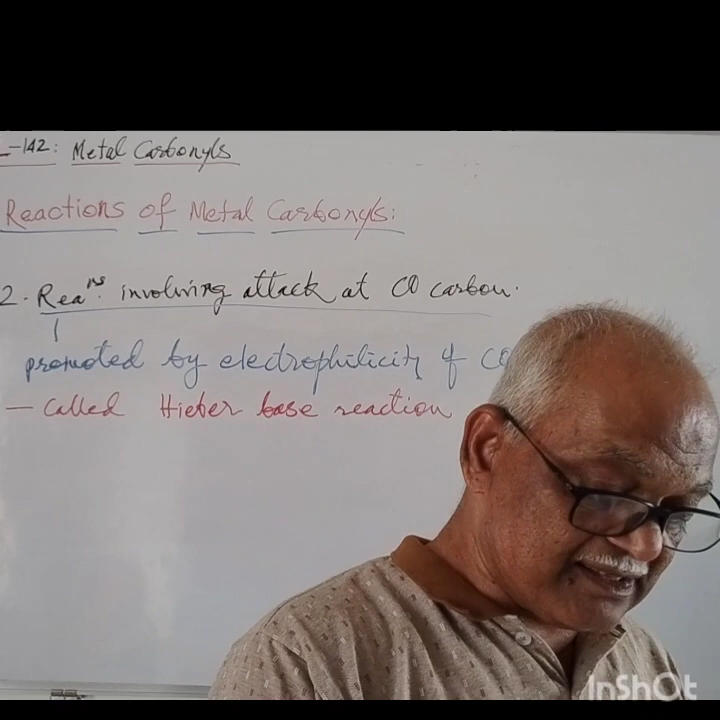 L-142: Metal Carbonyls
Reactions of Metal Carbonyls:
2. Reaⁿˢ. involving attack at CO carbon.
promoted by electrophilicity of CO
— Called Hieber base reaction
InShOt